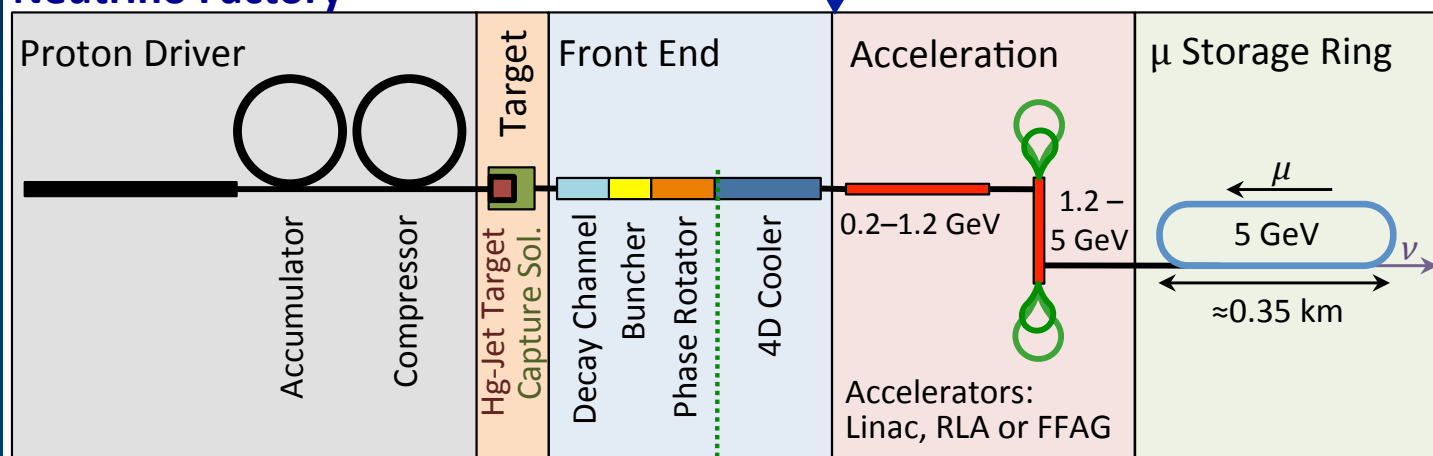 Neutrino Factory
Proton Driver
Accumulator
Compressor
Target
Hg-Jet Target
Capture Sol.
Front End
Decay Channel
Buncher
Phase Rotator
4D Cooler
Acceleration
0.2–1.2 GeV
1.2 –
5 GeV
Accelerators:
Linac, RLA or FFAG
μ Storage Ring
μ
5 GeV
ν
≈0.35 km